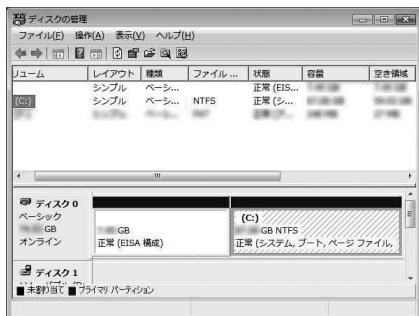 ディスクの管理
ファイル(F) 操作(A) 表示(V) ヘルプ(H)
リューム レイアウト 種類 ファイル ... 状態 容量 空き領域
シンプル ベーシ... 正常 (EIS...
(C:) シンプル ベーシ... NTFS 正常 (シ...
ディスク 0
ベーシック
GB
オンライン
GB
正常 (EISA 構成)
(C:)
GB NTFS
正常 (システム, ブート, ページ ファイル,
ディスク 1
未割り当て プライマリ パーティション